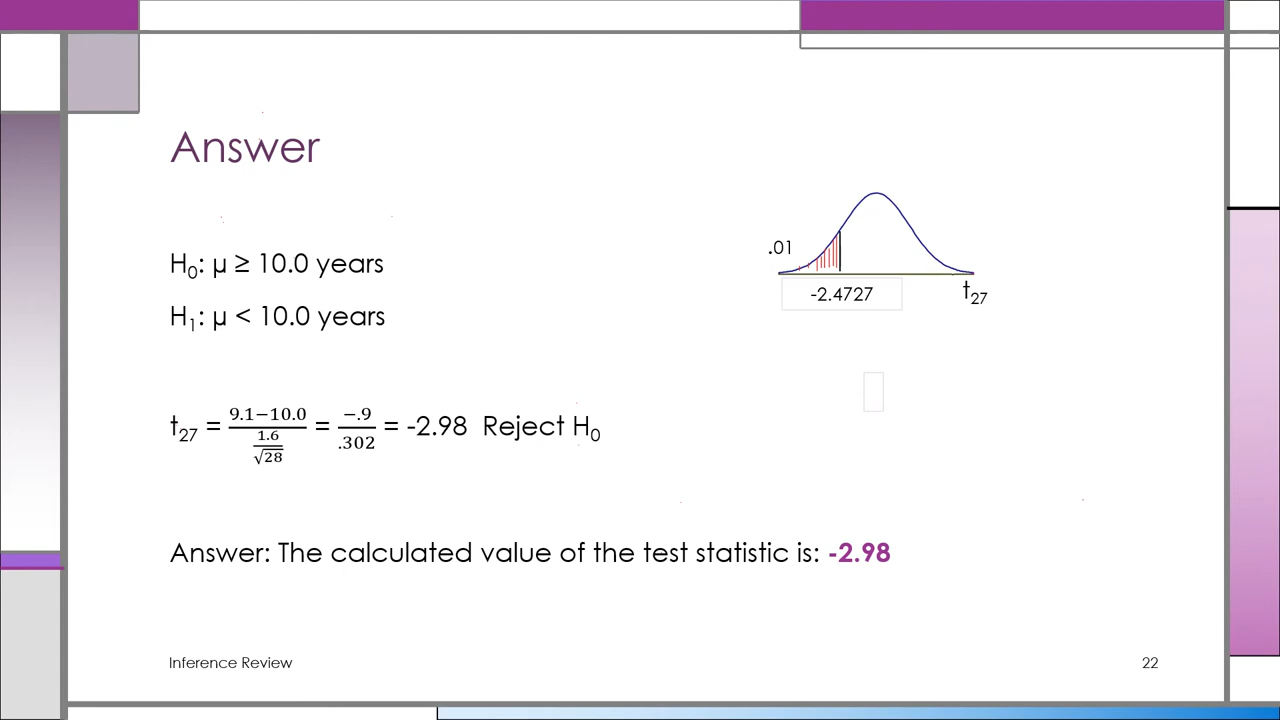 Answer
H₀: μ ≥ 10.0 years
.01
-2.4727
t₂₇
H₁: μ < 10.0 years
t₂₇ = (9.1−10.0)/(1.6/√28) = −.9/.302 = -2.98 Reject H₀
Answer: The calculated value of the test statistic is: -2.98
Inference Review
22